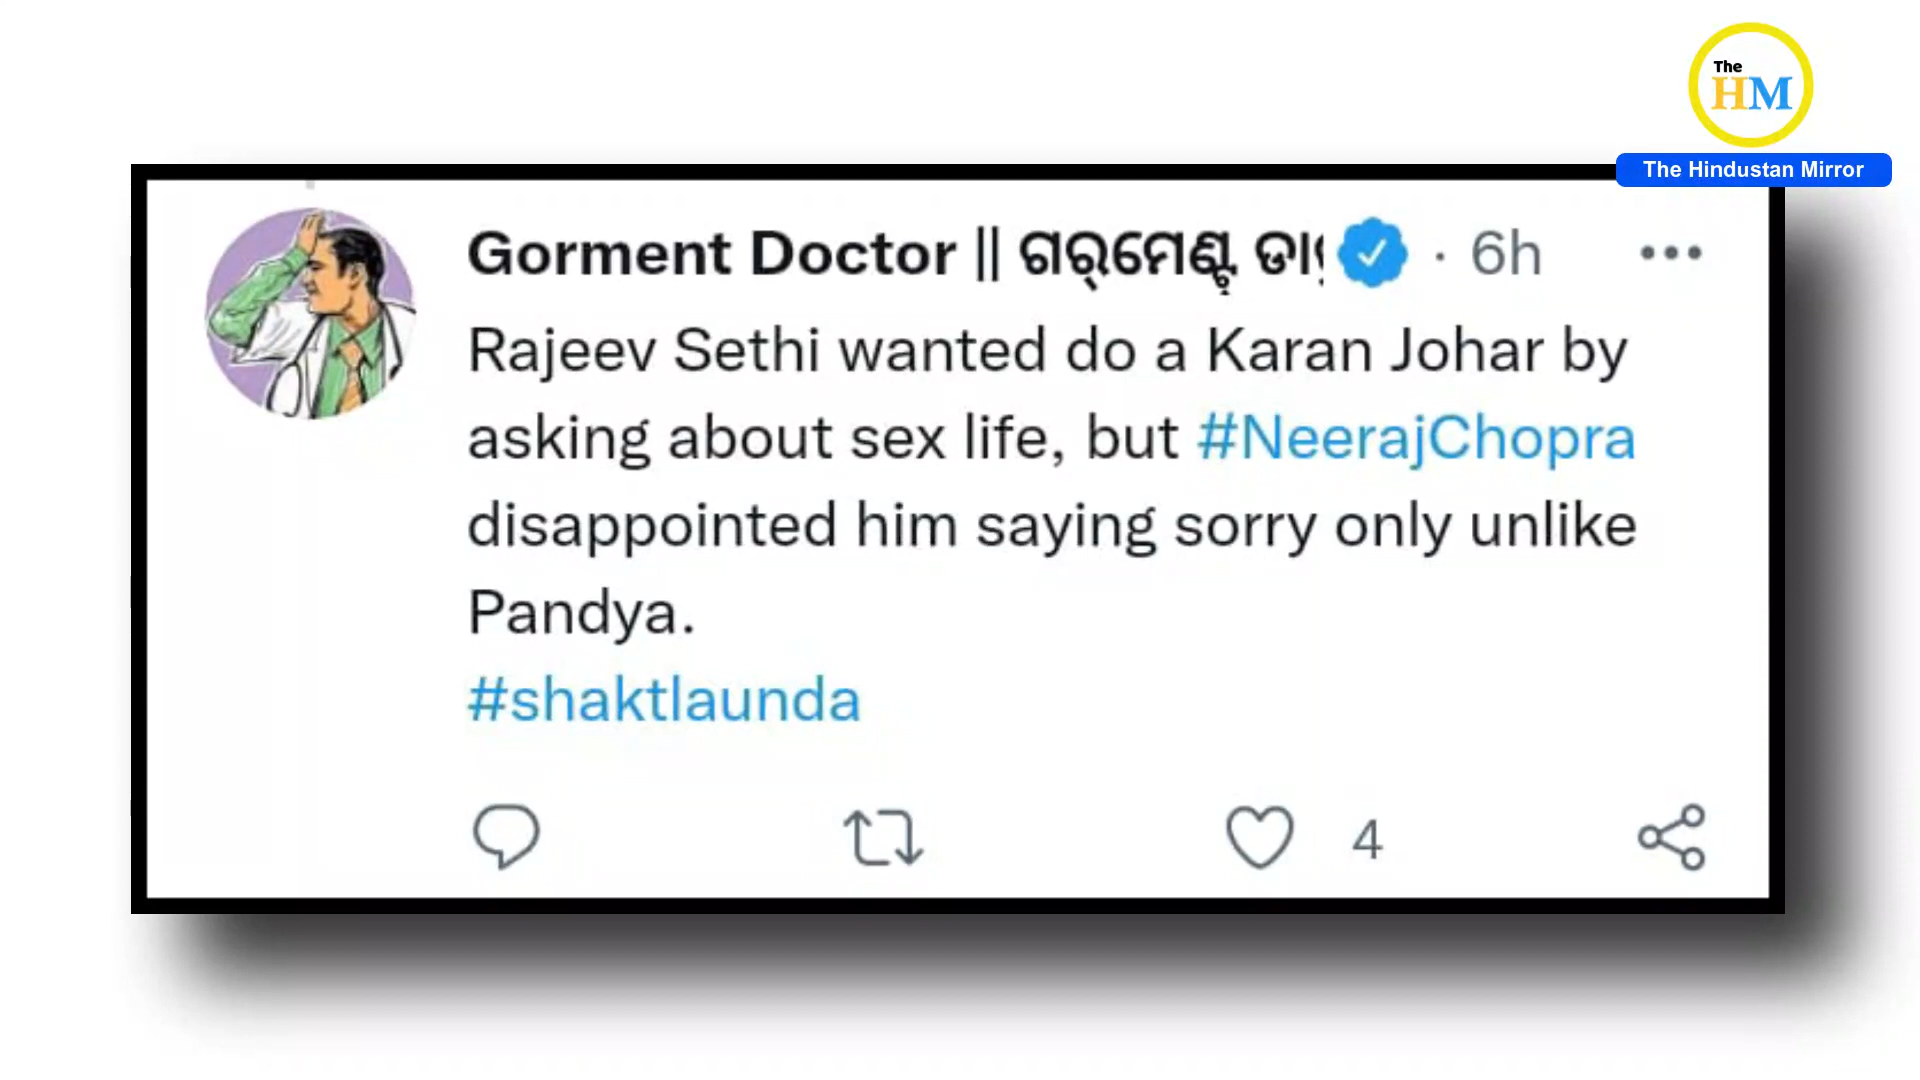 The
HM
The Hindustan Mirror
Gorment Doctor || ଗର୍ମେଣ୍ଟ · 6h
Rajeev Sethi wanted do a Karan Johar by
asking about sex life, but #NeerajChopra
disappointed him saying sorry only unlike
Pandya.
#shaktlaunda
4